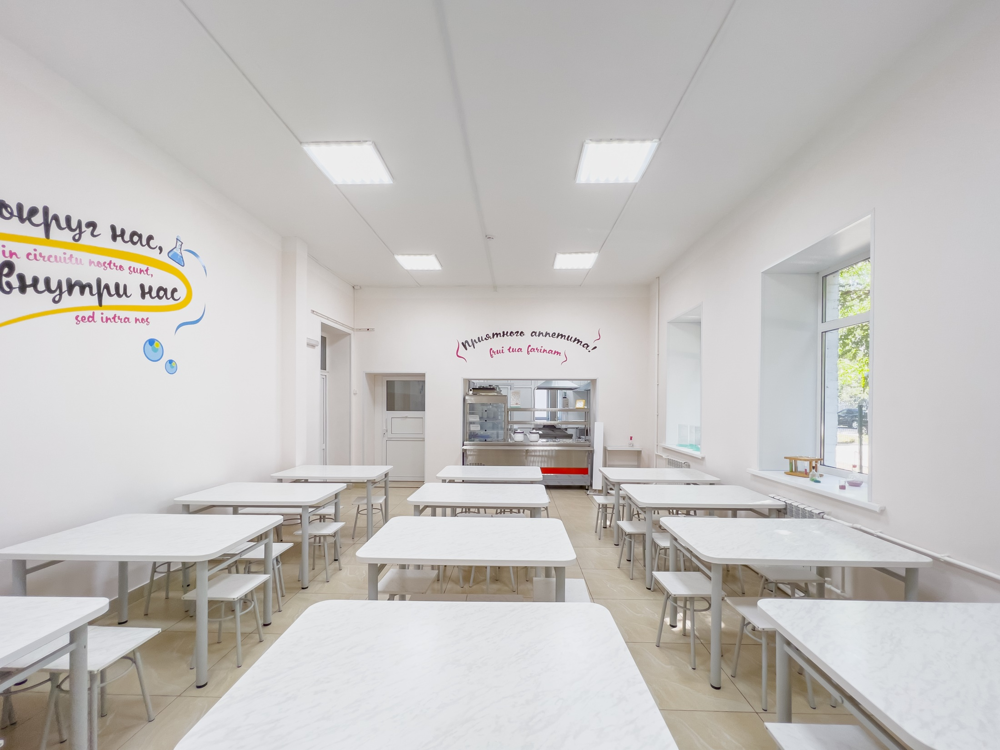 округ нас,
in circuitu nostro sunt,
внутри нас
sed intra nos
Приятного аппетита!
frui tua farinam